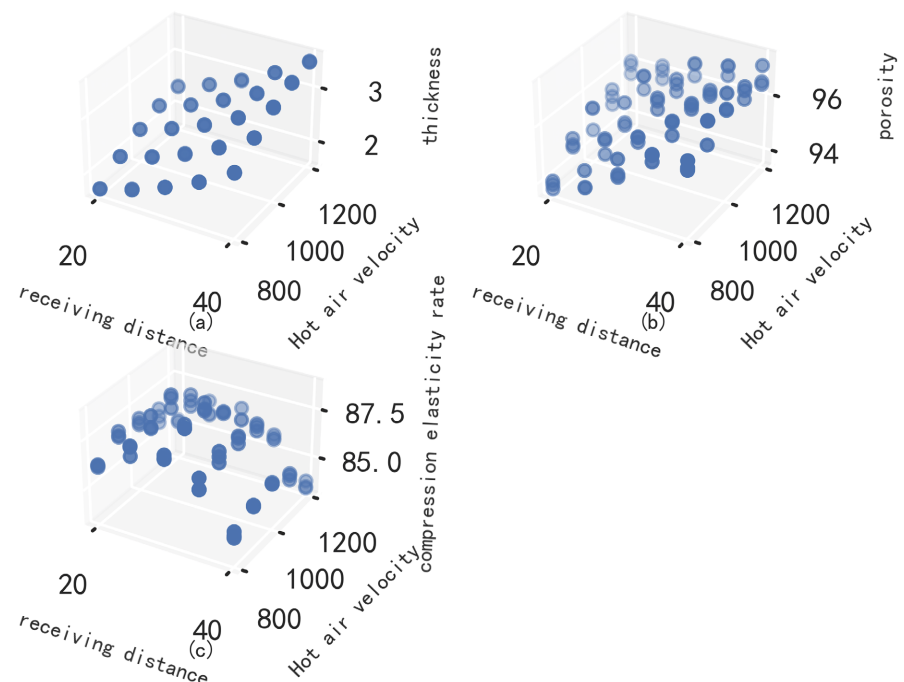 thickness
3
2
1200
1000
800
20
40
receiving distance
Hot air velocity
(a)
porosity
96
94
1200
1000
800
20
40
receiving distance
Hot air velocity
(b)
compression elasticity rate
87.5
85.0
1200
1000
800
20
40
receiving distance
Hot air velocity
(c)